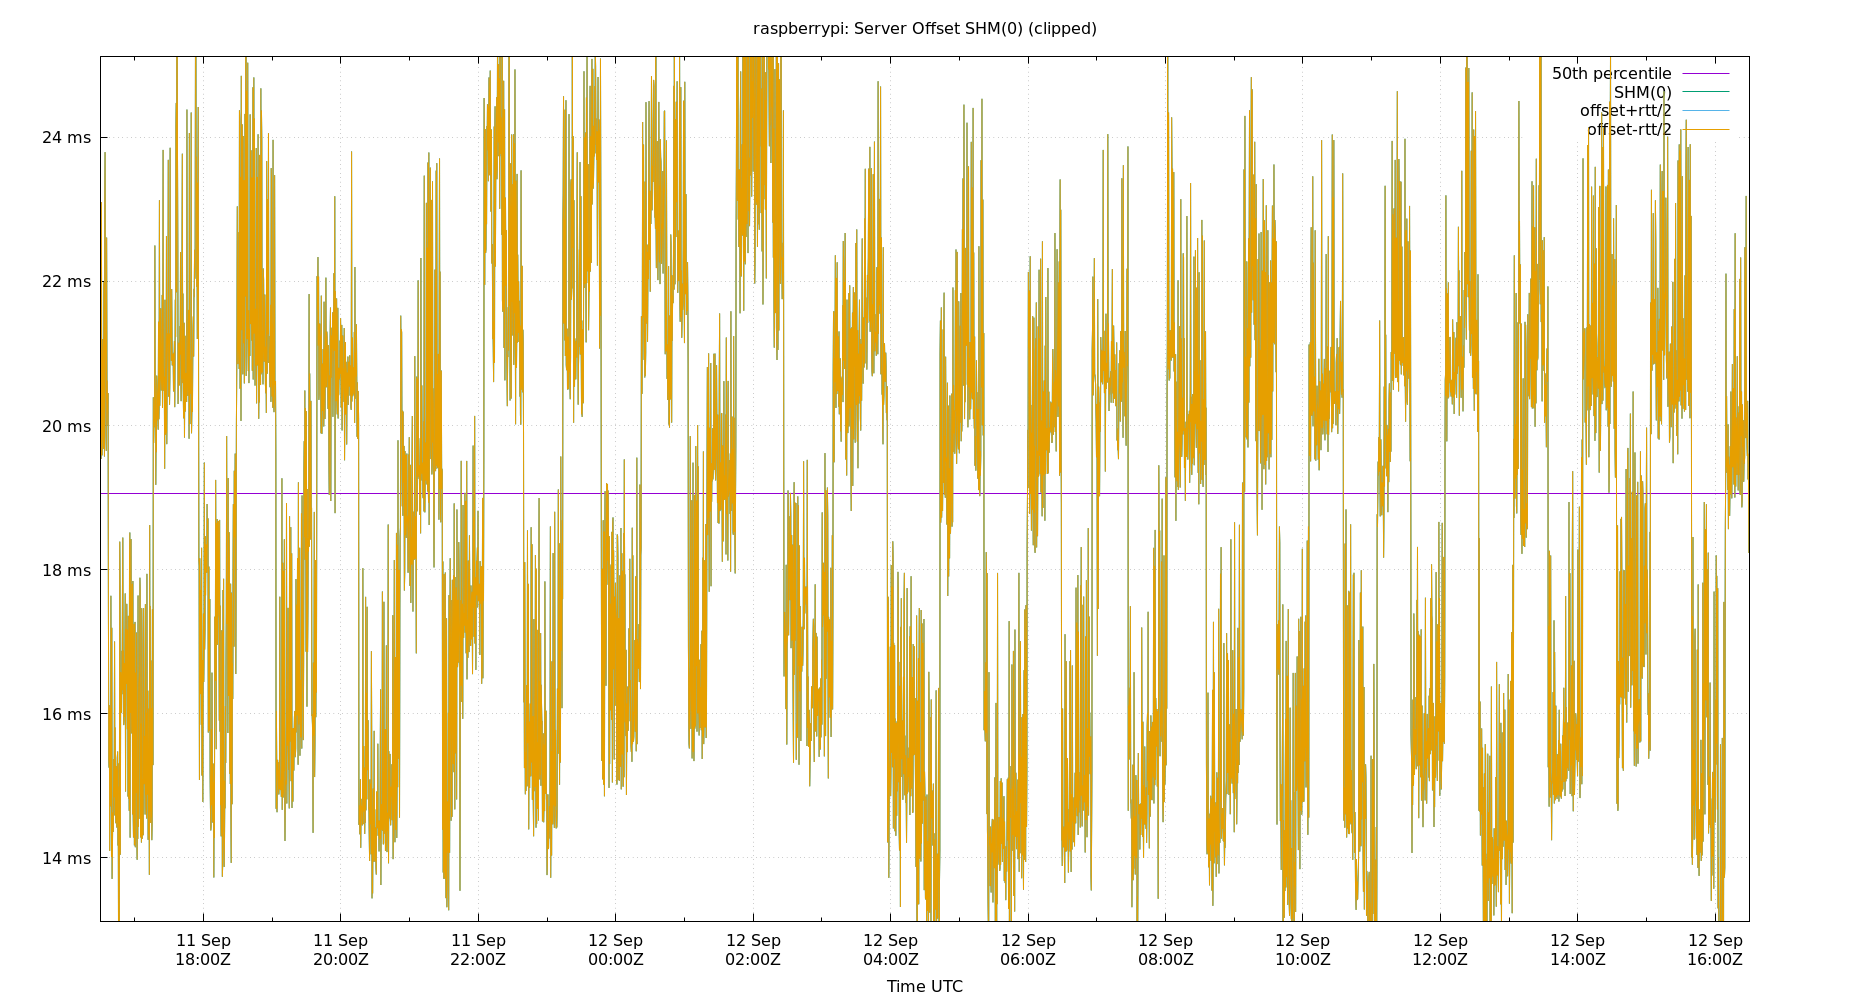 raspberrypi: Server Offset SHM(0) (clipped)
50th percentile
SHM(0)
offset+rtt/2
offset-rtt/2
24 ms
22 ms
20 ms
18 ms
16 ms
14 ms
11 Sep 11 Sep 11 Sep 12 Sep 12 Sep 12 Sep 12 Sep 12 Sep 12 Sep 12 Sep 12 Sep 12 Sep
18:00Z 20:00Z 22:00Z 00:00Z 02:00Z 04:00Z 06:00Z 08:00Z 10:00Z 12:00Z 14:00Z 16:00Z
Time UTC